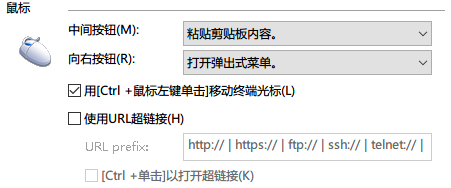 鼠标
中间按钮(M): 粘贴剪贴板内容。
向右按钮(R): 打开弹出式菜单。
用[Ctrl +鼠标左键单击]移动终端光标(L)
使用URL超链接(H)
URL prefix: http:// | https:// | ftp:// | ssh:// | telnet:// |
[Ctrl +单击]以打开超链接(K)